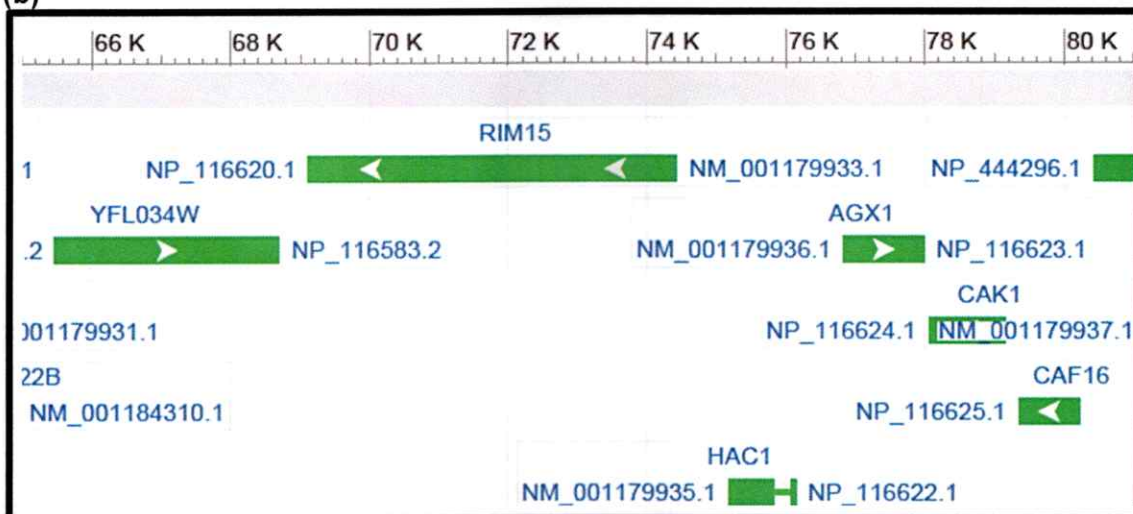 (b)
66 K 68 K 70 K 72 K 74 K 76 K 78 K 80 K
RIM15
1 NP_116620.1 NM_001179933.1 NP_444296.1
YFL034W AGX1
.2 NP_116583.2 NM_001179936.1 NP_116623.1
CAK1
001179931.1 NP_116624.1 NM_001179937.1
22B CAF16
NM_001184310.1 NP_116625.1
HAC1
NM_001179935.1 NP_116622.1